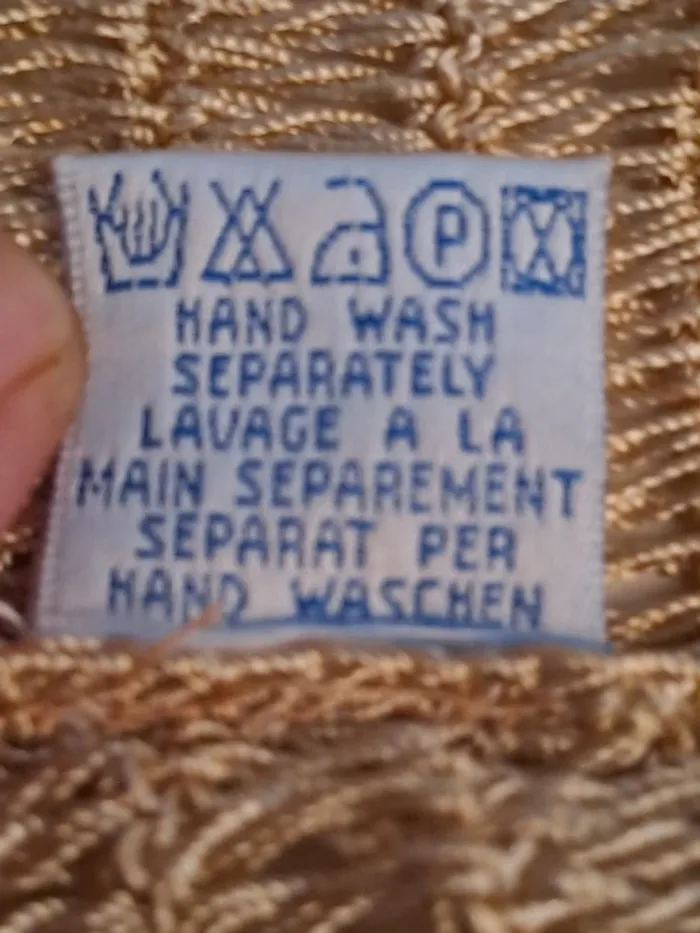 P
HAND WASH
SEPARATELY
LAVAGE A LA
MAIN SEPAREMENT
SEPARAT PER
HAND WASCHEN